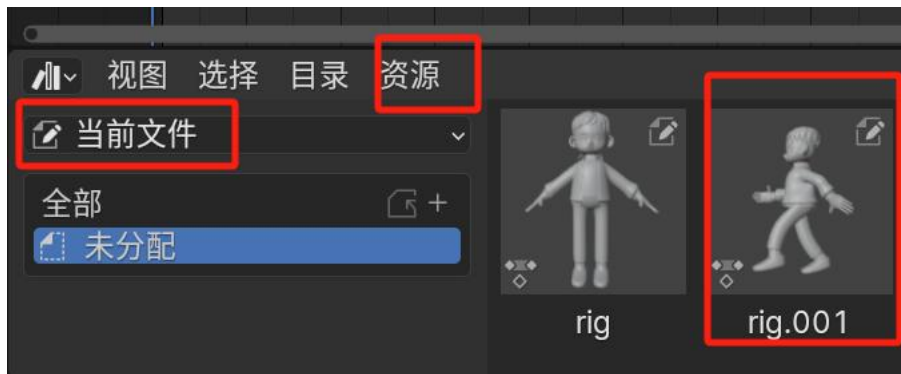 视图 选择 目录 资源
当前文件
全部
未分配
rig
rig.001